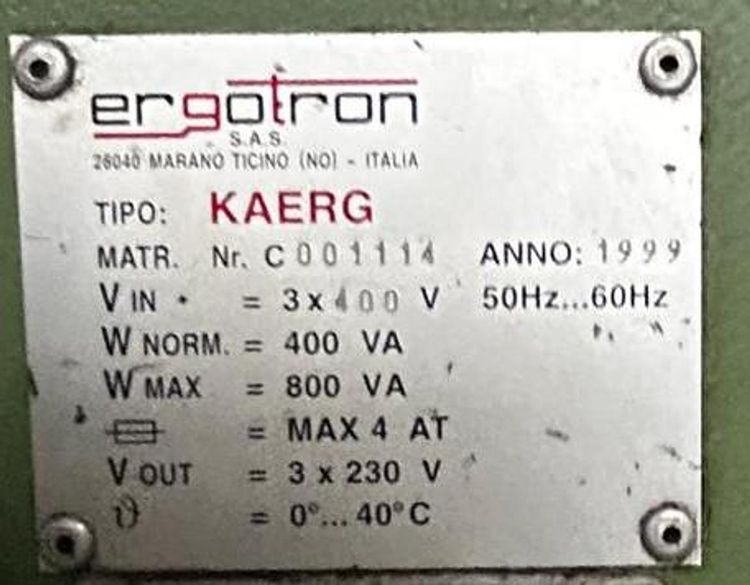 ergotron
S.A.S.
28040 MARANO TICINO (NO) - ITALIA
TIPO: KAERG
MATR. Nr. C 001114 ANNO: 1999
V IN = 3 x 400 V 50Hz...60Hz
W NORM. = 400 VA
W MAX = 800 VA
= MAX 4 AT
V OUT = 3 x 230 V
ϑ = 0°... 40°C